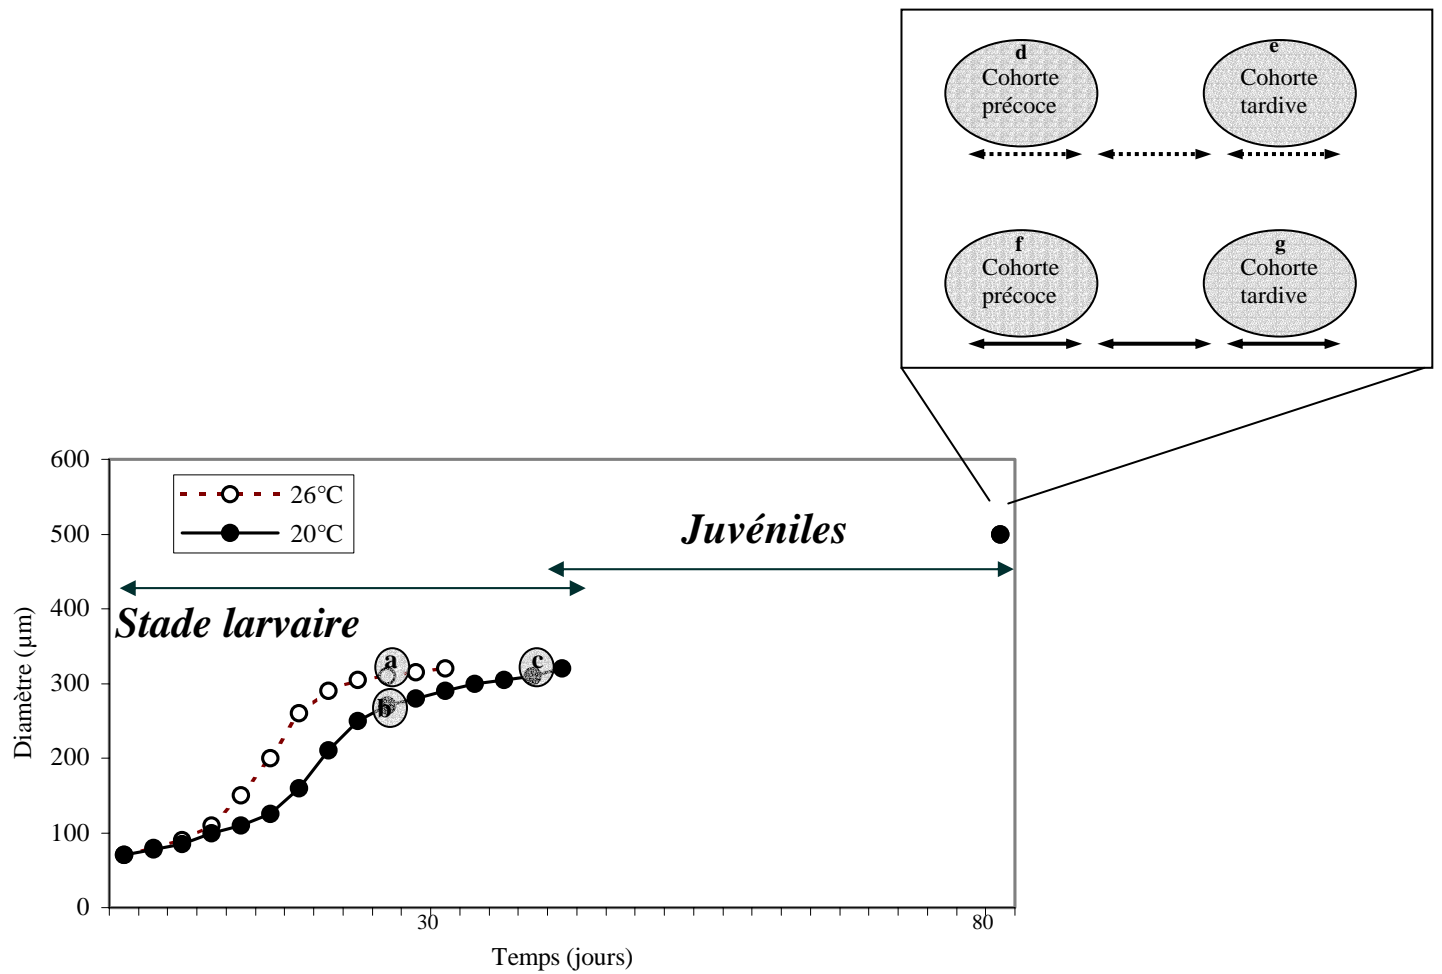 d
Cohorte
précoce
e
Cohorte
tardive
f
Cohorte
précoce
g
Cohorte
tardive
600
500
400
300
200
100
0
26°C
20°C
Juvéniles
Stade larvaire
a
b
c
Diamètre (µm)
30
80
Temps (jours)